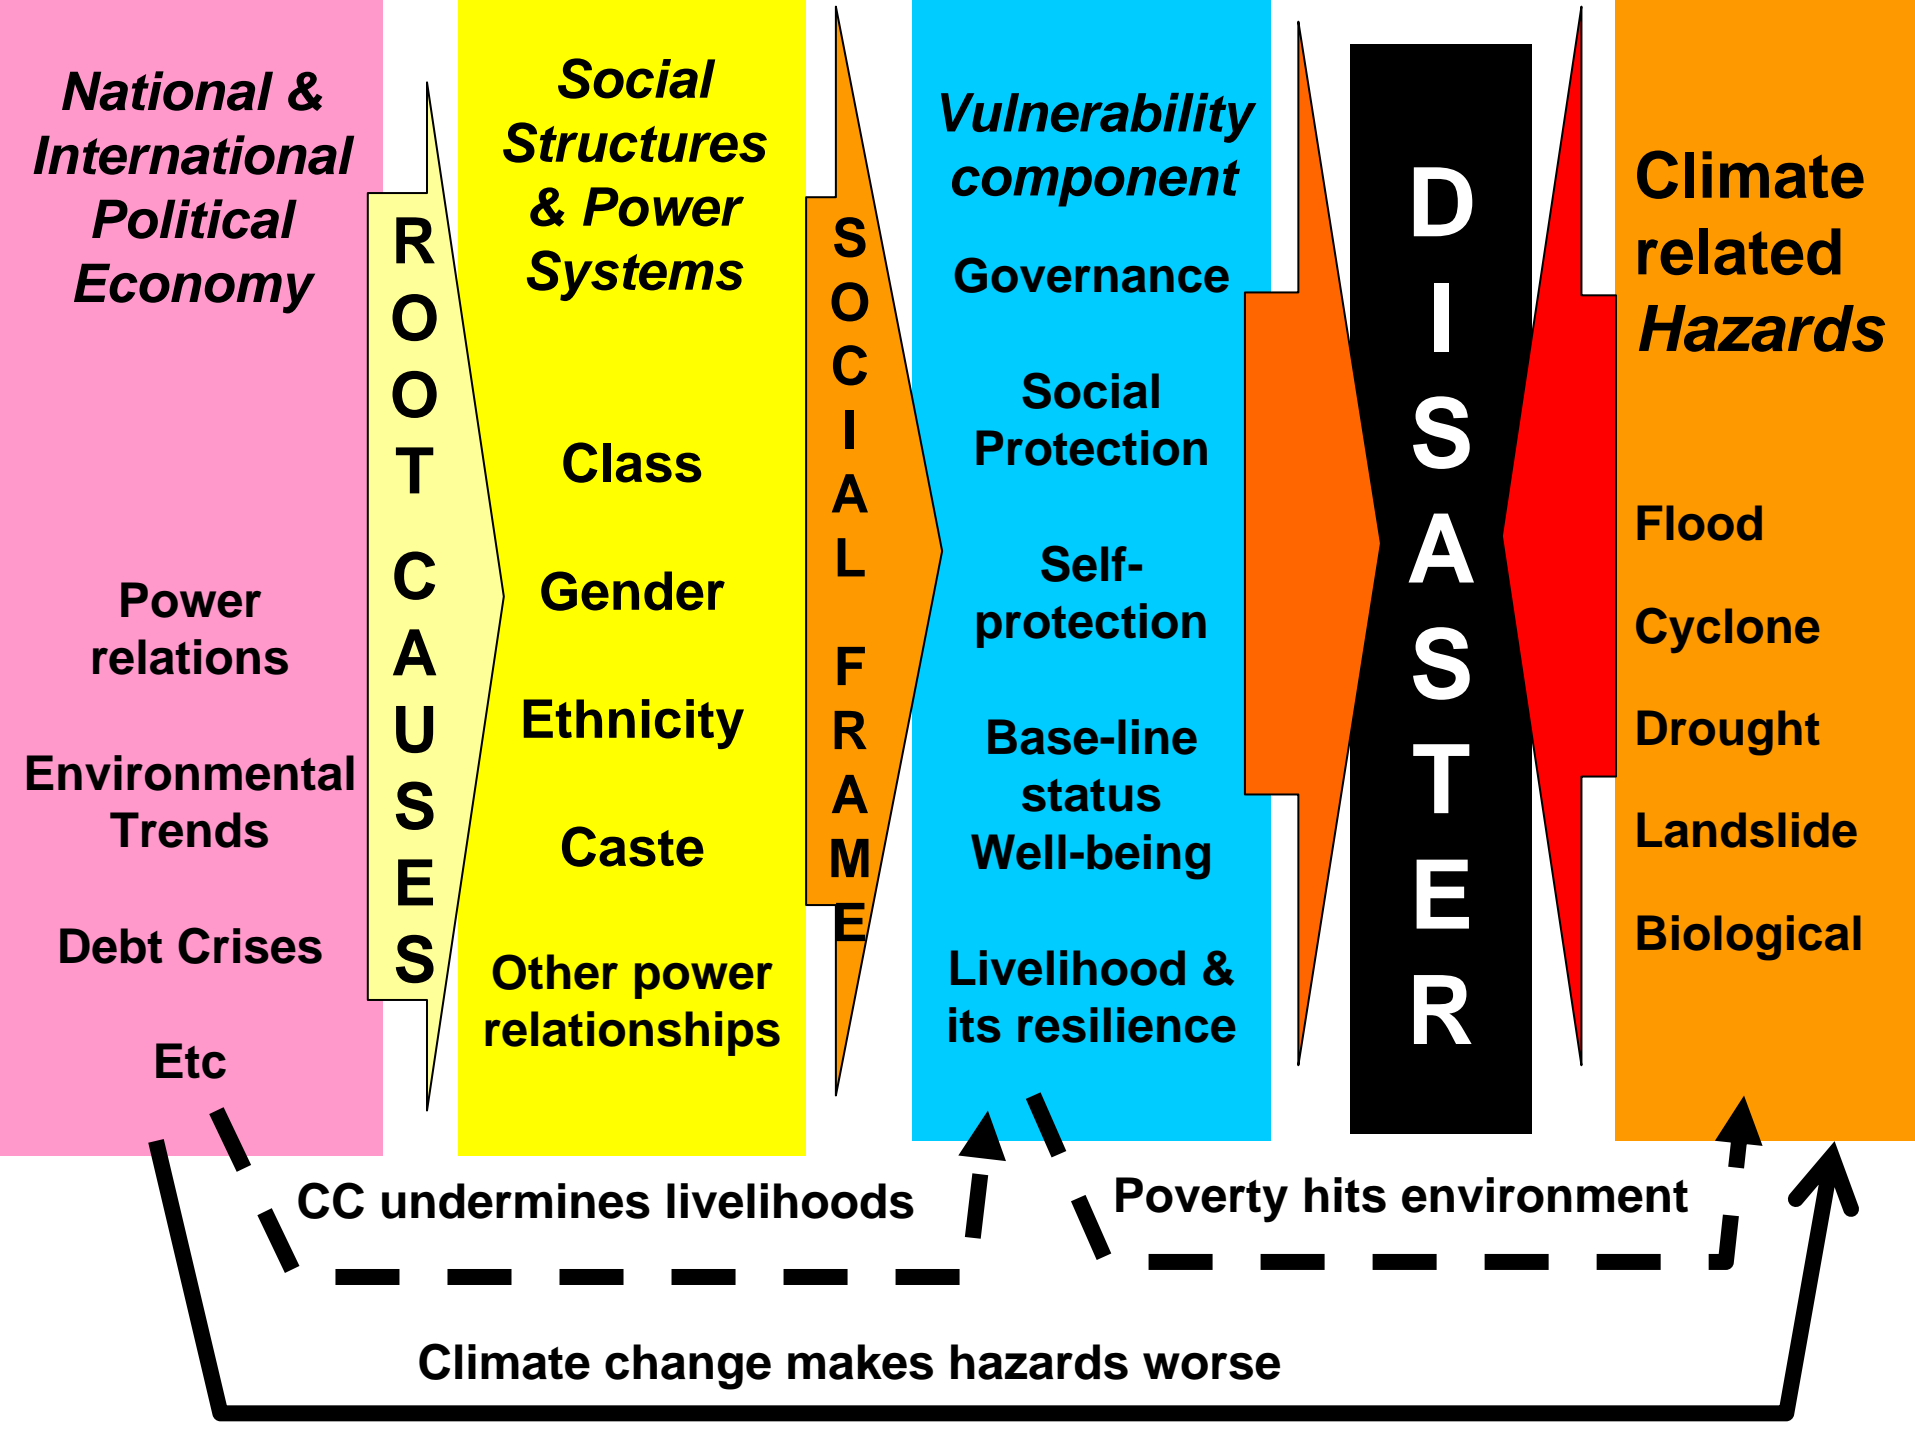 National &
International
Political
Economy
Power
relations
Environmental
Trends
Debt Crises
Etc
ROOT CAUSES
Social
Structures
& Power
Systems
Class
Gender
Ethnicity
Caste
Other power
relationships
SOCIAL FRAME
Vulnerability
component
Governance
Social
Protection
Self-
protection
Base-line
status
Well-being
Livelihood &
its resilience
DISASTER
Climate
related
Hazards
Flood
Cyclone
Drought
Landslide
Biological
CC undermines livelihoods
Poverty hits environment
Climate change makes hazards worse